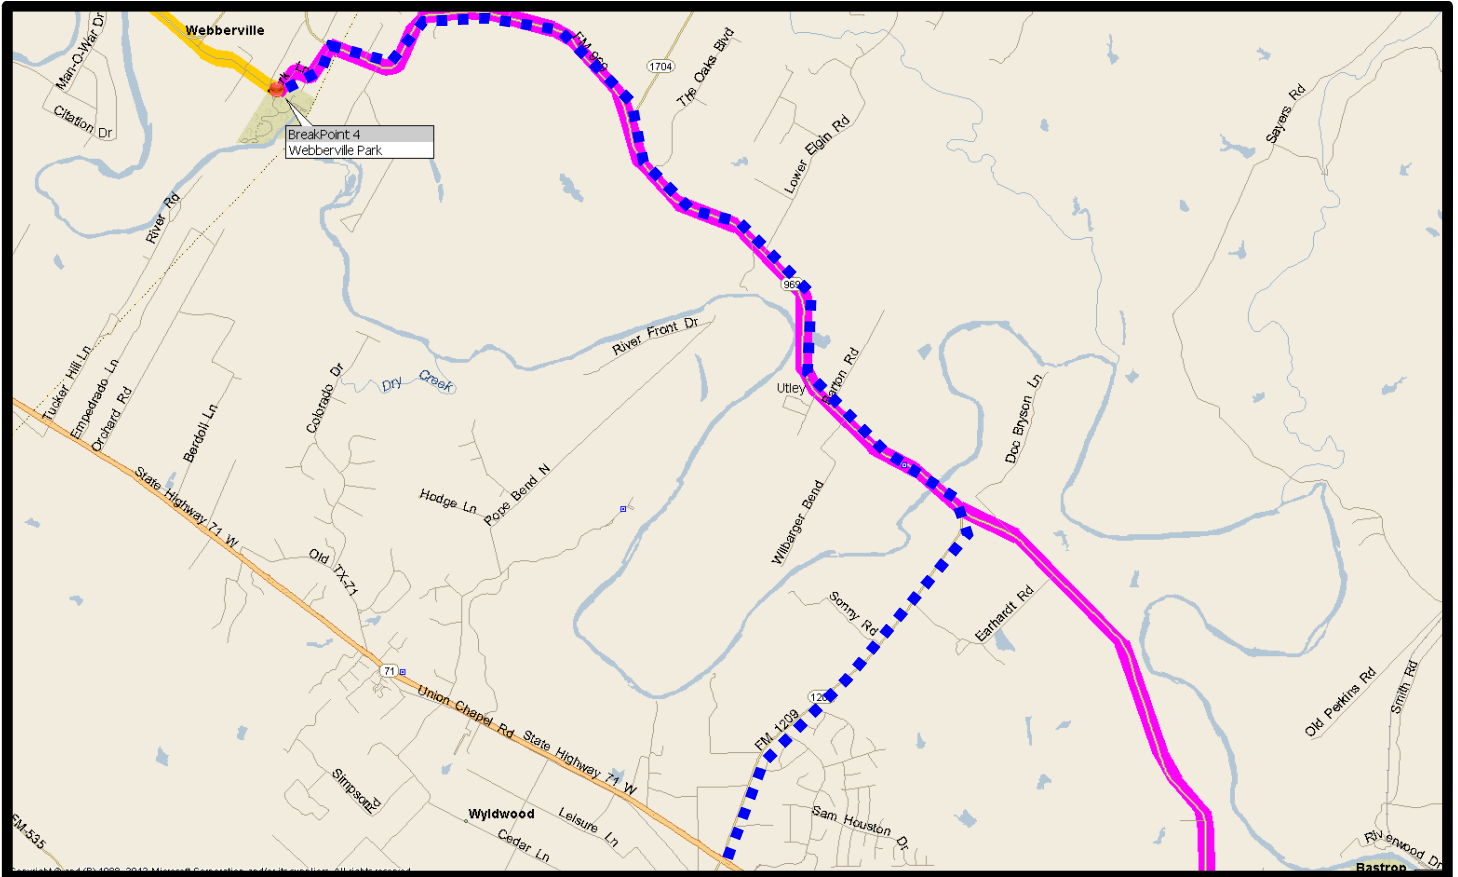 Webberville
Man-O-War Dr
Citation Dr
BreakPoint 4
Webberville Park
FM-969
1704
The Oaks Blvd
Lower Elgin Rd
Sayers Rd
River Rd
969
River Front Dr
Dry Creek
Utley
Barton Rd
Doc Bryson Ln
Tucker Hill Ln
Empedrado Ln
Orchard Rd
Berdoll Ln
Colorado Dr
State Highway 71 W
Hodge Ln
Pope Bend N
Wilbarger Bend
Old TX-71
Sonny Rd
Earhardt Rd
71
Union Chapel Rd
State Highway 71 W
FM 1209
Old Perkins Rd
Smith Rd
Simpson
Wyldwood
Leisure Ln
Cedar Ln
Sam Houston Dr
FM-535
Riverwood Dr
Bastrop